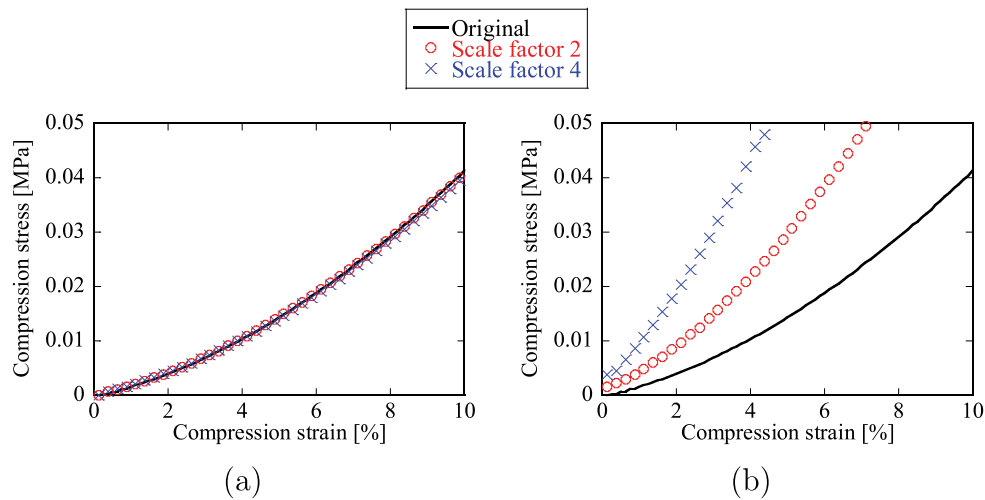 Original
Scale factor 2
Scale factor 4
0.05
0.04
0.03
0.02
0.01
0
0 2 4 6 8 10
Compression stress [MPa]
Compression strain [%]
(a)
0.05
0.04
0.03
0.02
0.01
0
0 2 4 6 8 10
Compression stress [MPa]
Compression strain [%]
(b)